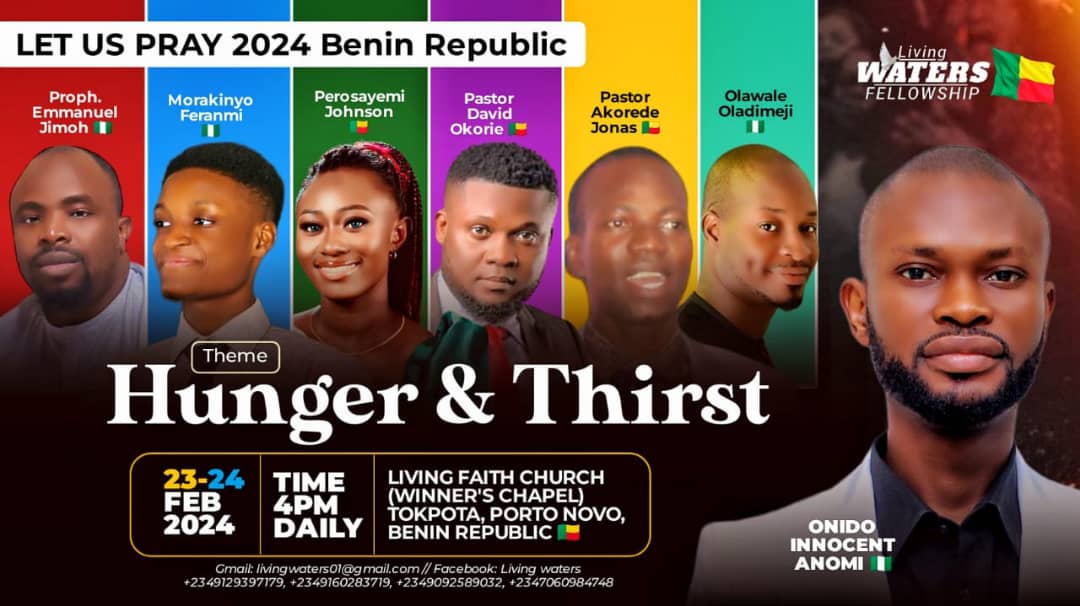 LET US PRAY 2024 Benin Republic
Living
WATERS
FELLOWSHIP
Proph.
Emmanuel
Jimoh
Morakinyo
Feranmi
Perosayemi
Johnson
Pastor
David
Okorie
Pastor
Akorede
Jonas
Olawale
Oladimeji
Theme
Hunger & Thirst
23-24
FEB
2024
TIME
4PM
DAILY
LIVING FAITH CHURCH
(WINNER'S CHAPEL)
TOKPOTA, PORTO NOVO,
BENIN REPUBLIC
ONIDO
INNOCENT
ANOMI
Gmail: livingwaters01@gmail.com // Facebook: Living waters
+2349129397179, +2349160283719, +2349092589032, +2347060984748